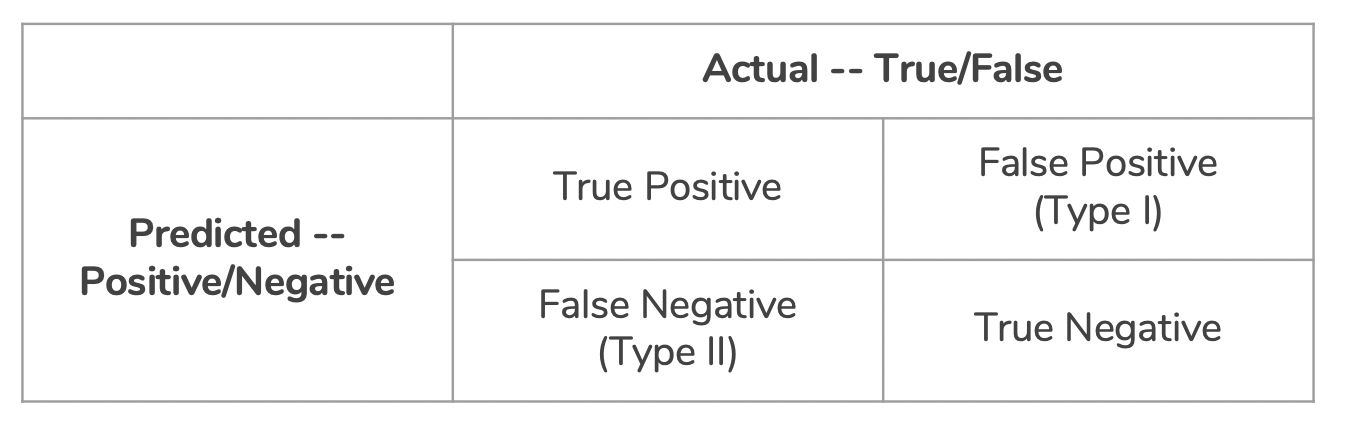 Actual -- True/False
Predicted --
Positive/Negative
True Positive
False Positive
(Type I)
False Negative
(Type II)
True Negative